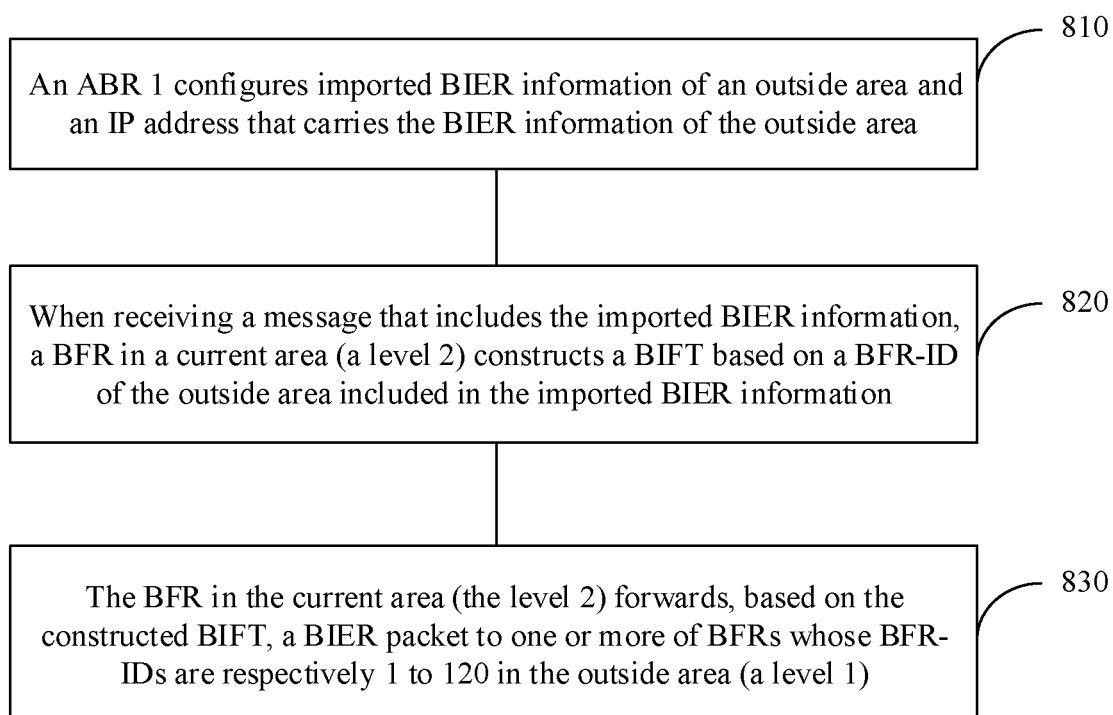 810
An ABR 1 configures imported BIER information of an outside area and
an IP address that carries the BIER information of the outside area
820
When receiving a message that includes the imported BIER information,
a BFR in a current area (a level 2) constructs a BIFT based on a BFR-ID
of the outside area included in the imported BIER information
830
The BFR in the current area (the level 2) forwards, based on the
constructed BIFT, a BIER packet to one or more of BFRs whose BFR-
IDs are respectively 1 to 120 in the outside area (a level 1)